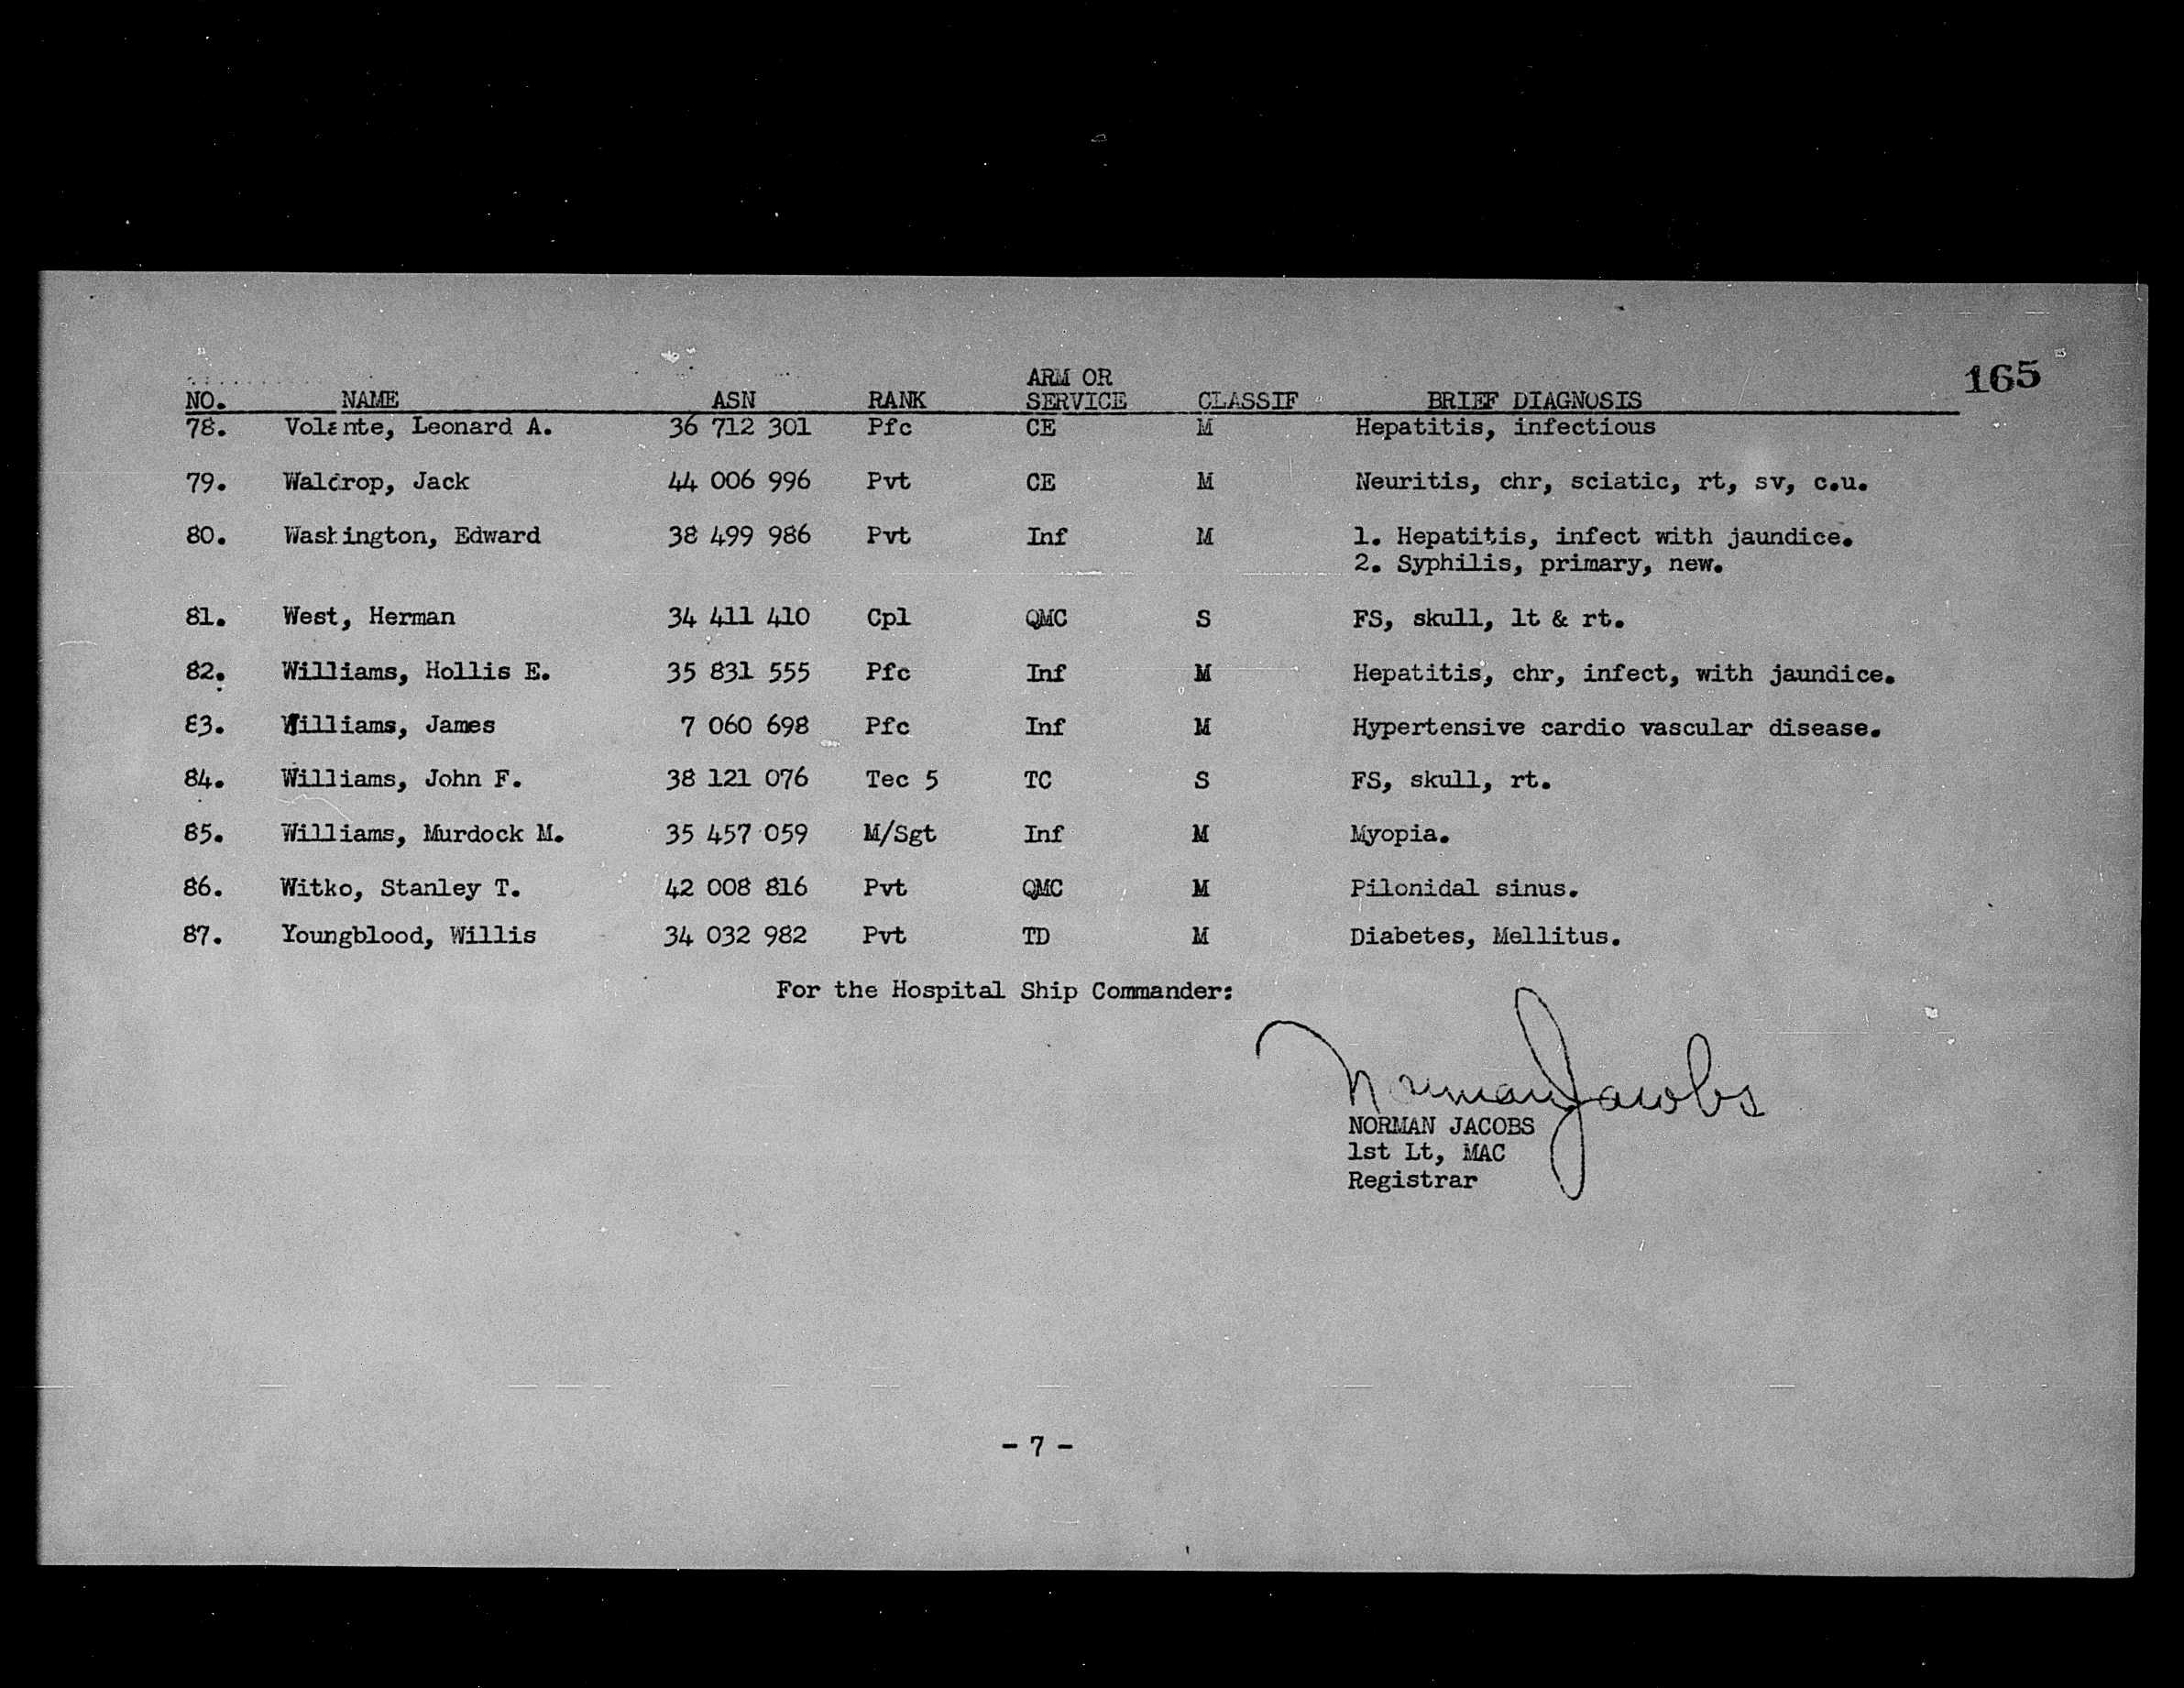 165
NO. NAME ASN RANK ARM OR SERVICE CLASSIF BRIEF DIAGNOSIS
78. Volante, Leonard A. 36 712 301 Pfc CE M Hepatitis, infectious
79. Waldrop, Jack 44 006 996 Pvt CE M Neuritis, chr, sciatic, rt, sv, c.u.
80. Washington, Edward 38 499 986 Pvt Inf M 1. Hepatitis, infect with jaundice.
2. Syphilis, primary, new.
81. West, Herman 34 411 410 Cpl QMC S FS, skull, lt & rt.
82. Williams, Hollis E. 35 831 555 Pfc Inf M Hepatitis, chr, infect, with jaundice.
83. Williams, James 7 060 698 Pfc Inf M Hypertensive cardio vascular disease.
84. Williams, John F. 38 121 076 Tec 5 TC S FS, skull, rt.
85. Williams, Murdock M. 35 457 059 M/Sgt Inf M Myopia.
86. Witko, Stanley T. 42 008 816 Pvt QMC M Pilonidal sinus.
87. Youngblood, Willis 34 032 982 Pvt TD M Diabetes, Mellitus.
For the Hospital Ship Commander:
Norman Jacobs
NORMAN JACOBS
1st Lt, MAC
Registrar
- 7 -